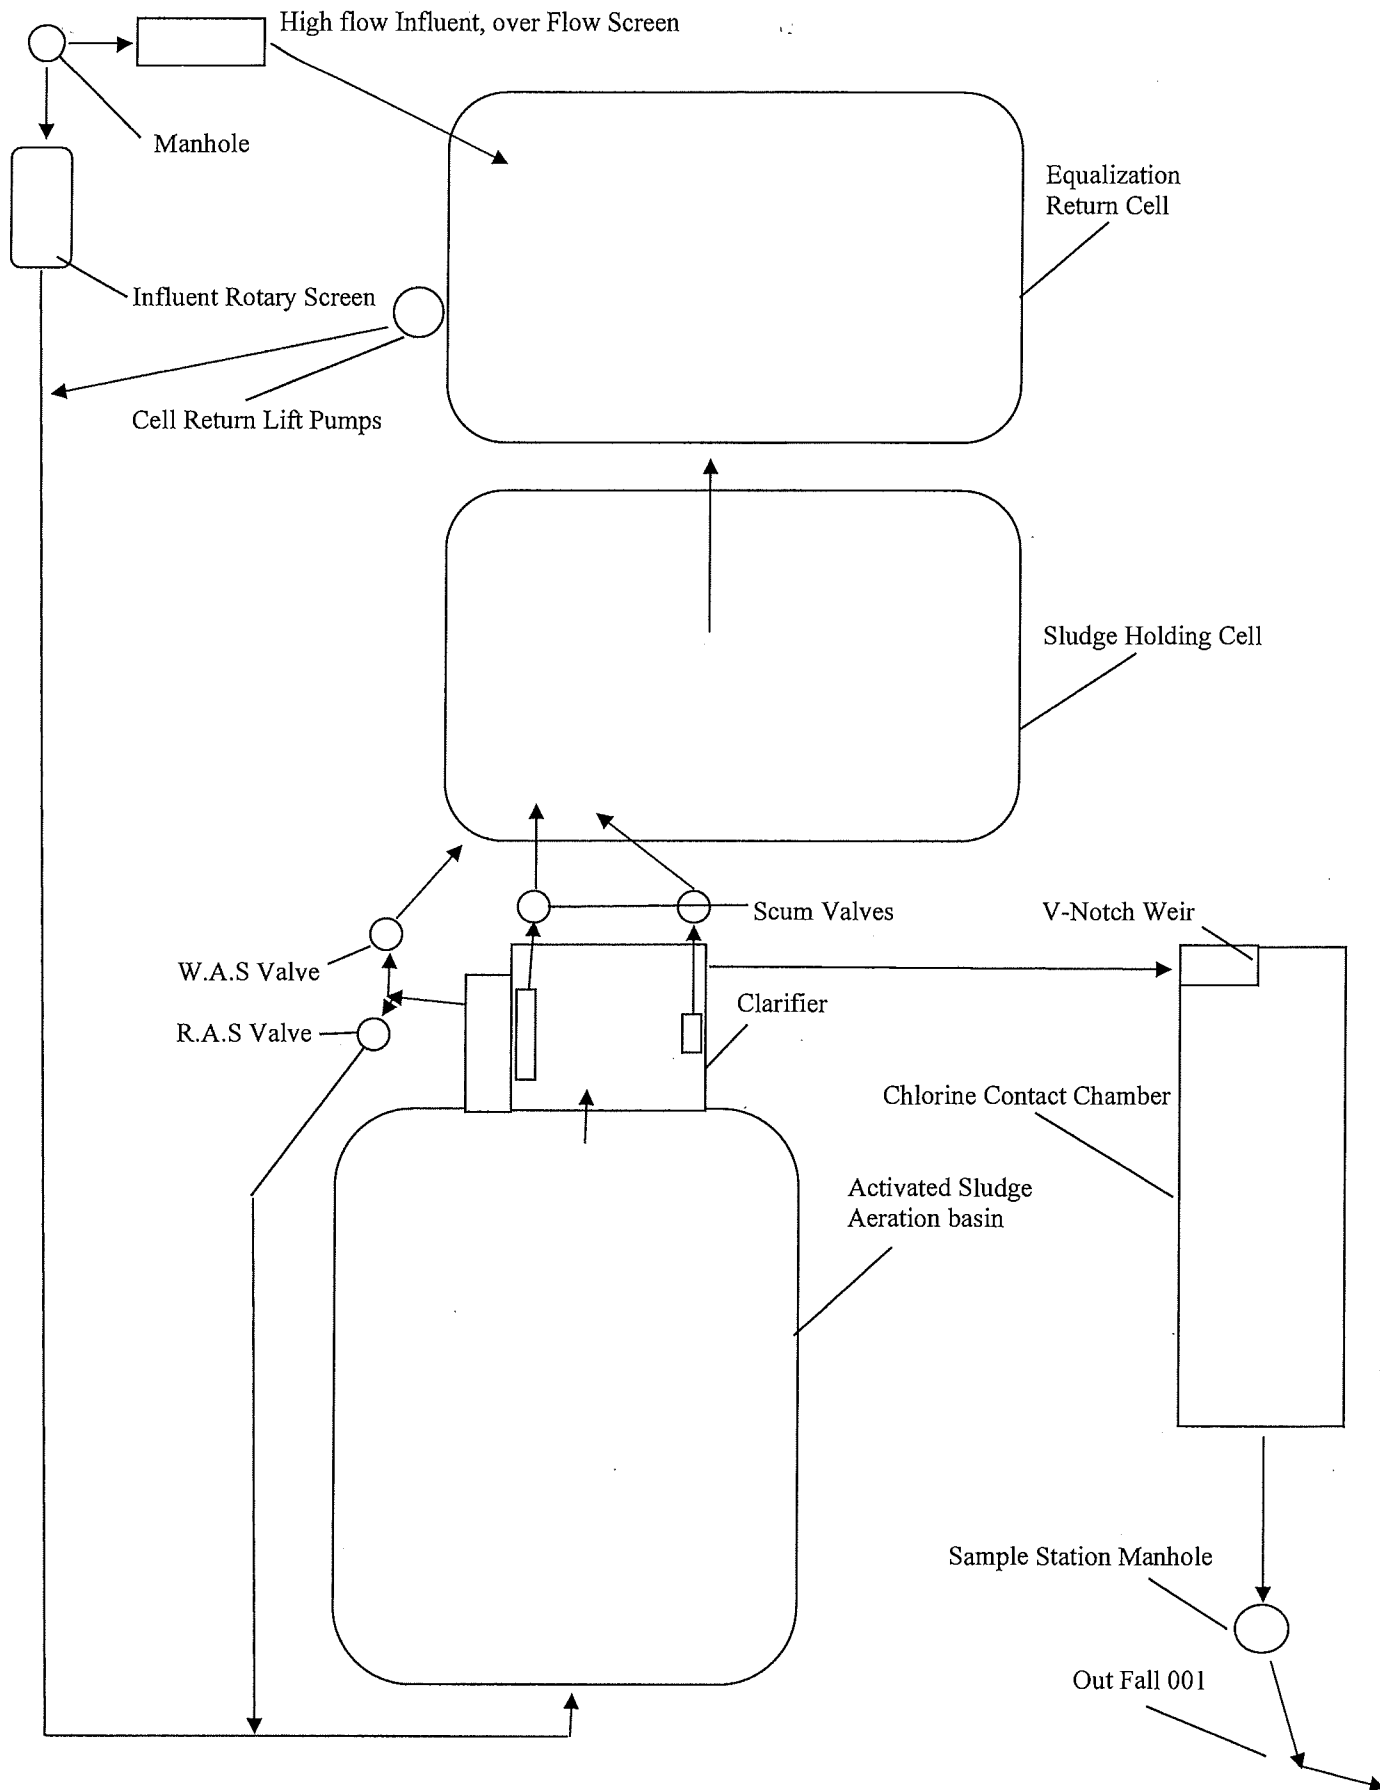 High flow Influent, over Flow Screen
Manhole
Equalization
Return Cell
Influent Rotary Screen
Cell Return Lift Pumps
Sludge Holding Cell
Scum Valves
V-Notch Weir
W.A.S Valve
Clarifier
R.A.S Valve
Chlorine Contact Chamber
Activated Sludge
Aeration basin
Sample Station Manhole
Out Fall 001